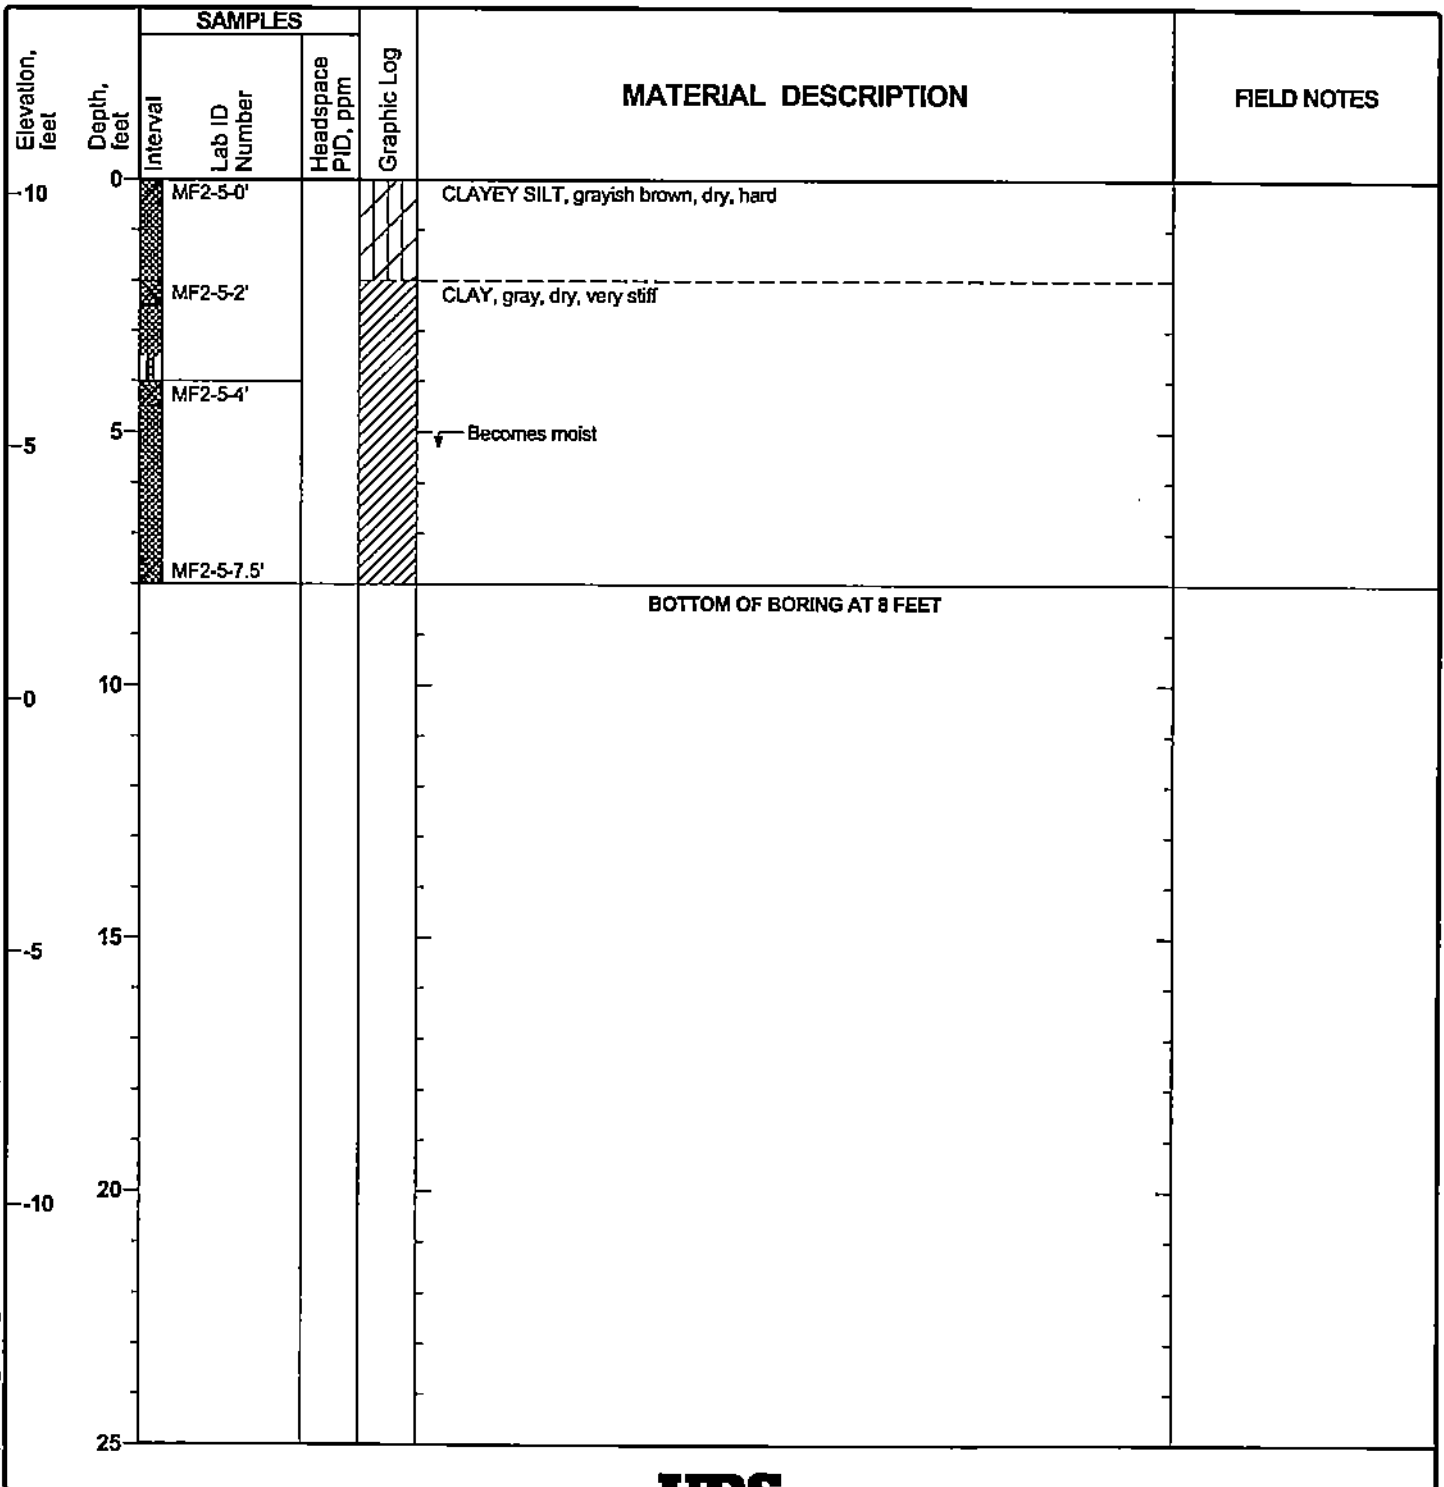 SAMPLES
Elevation,
feet
Depth,
feet
Interval
Lab ID
Number
Headspace
PID, ppm
Graphic Log
MATERIAL DESCRIPTION
FIELD NOTES
0
10
MF2-5-0'
CLAYEY SILT, grayish brown, dry, hard
MF2-5-2'
CLAY, gray, dry, very stiff
MF2-5-4'
5
5
Becomes moist
MF2-5-7.5'
BOTTOM OF BORING AT 8 FEET
0
10
-5
15
-10
20
25